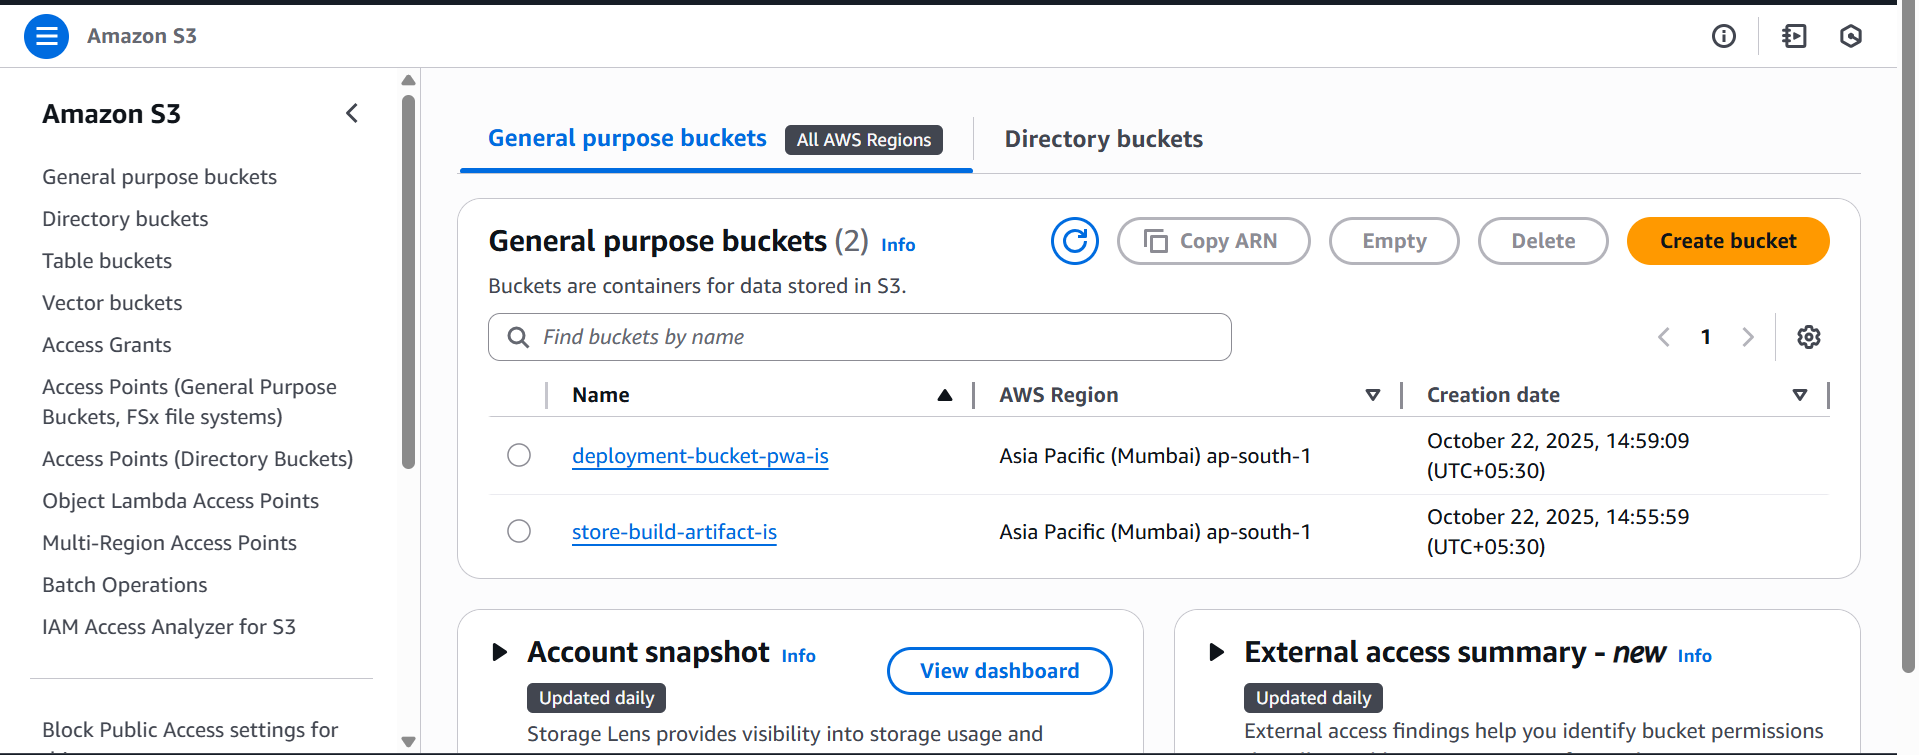 Amazon S3
Amazon S3
General purpose buckets
Directory buckets
Table buckets
Vector buckets
Access Grants
Access Points (General Purpose
Buckets, FSx file systems)
Access Points (Directory Buckets)
Object Lambda Access Points
Multi-Region Access Points
Batch Operations
IAM Access Analyzer for S3
Block Public Access settings for
General purpose buckets All AWS Regions Directory buckets
General purpose buckets (2) Info Copy ARN Empty Delete Create bucket
Buckets are containers for data stored in S3.
Find buckets by name 1
Name AWS Region Creation date
deployment-bucket-pwa-is Asia Pacific (Mumbai) ap-south-1 October 22, 2025, 14:59:09
(UTC+05:30)
store-build-artifact-is Asia Pacific (Mumbai) ap-south-1 October 22, 2025, 14:55:59
(UTC+05:30)
Account snapshot Info View dashboard
Updated daily
Storage Lens provides visibility into storage usage and
External access summary - new Info
Updated daily
External access findings help you identify bucket permissions